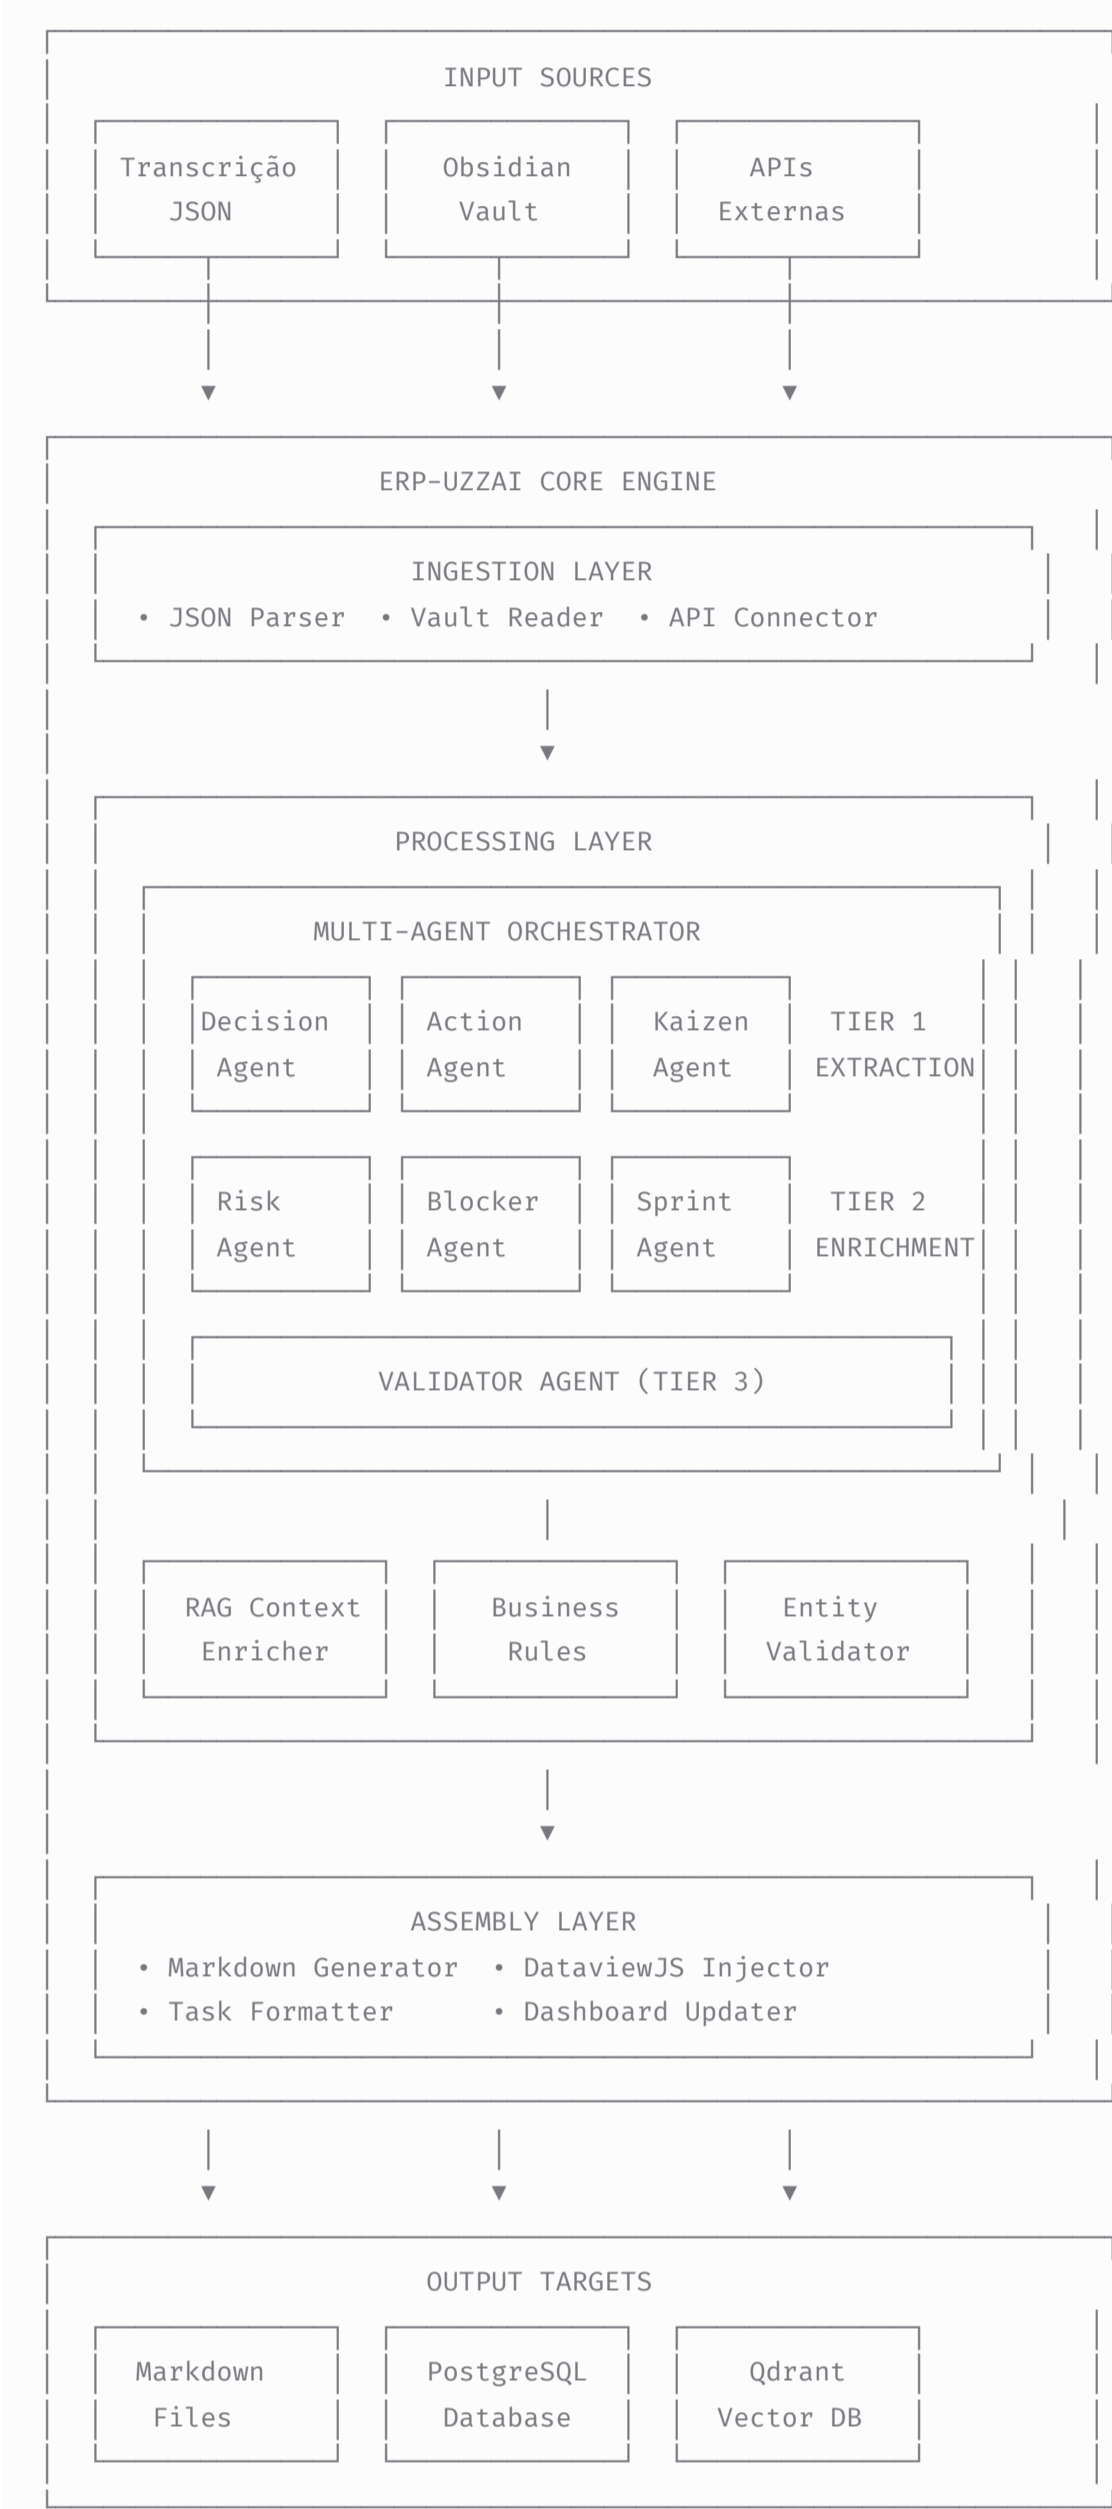 INPUT SOURCES
Transcrição Obsidian APIs
JSON Vault Externas
ERP-UZZAI CORE ENGINE
INGESTION LAYER
• JSON Parser • Vault Reader • API Connector
PROCESSING LAYER
MULTI-AGENT ORCHESTRATOR
Decision Action Kaizen TIER 1
Agent Agent Agent EXTRACTION
Risk Blocker Sprint TIER 2
Agent Agent Agent ENRICHMENT
VALIDATOR AGENT (TIER 3)
RAG Context Business Entity
Enricher Rules Validator
ASSEMBLY LAYER
• Markdown Generator • DataviewJS Injector
• Task Formatter • Dashboard Updater
OUTPUT TARGETS
Markdown PostgreSQL Qdrant
Files Database Vector DB